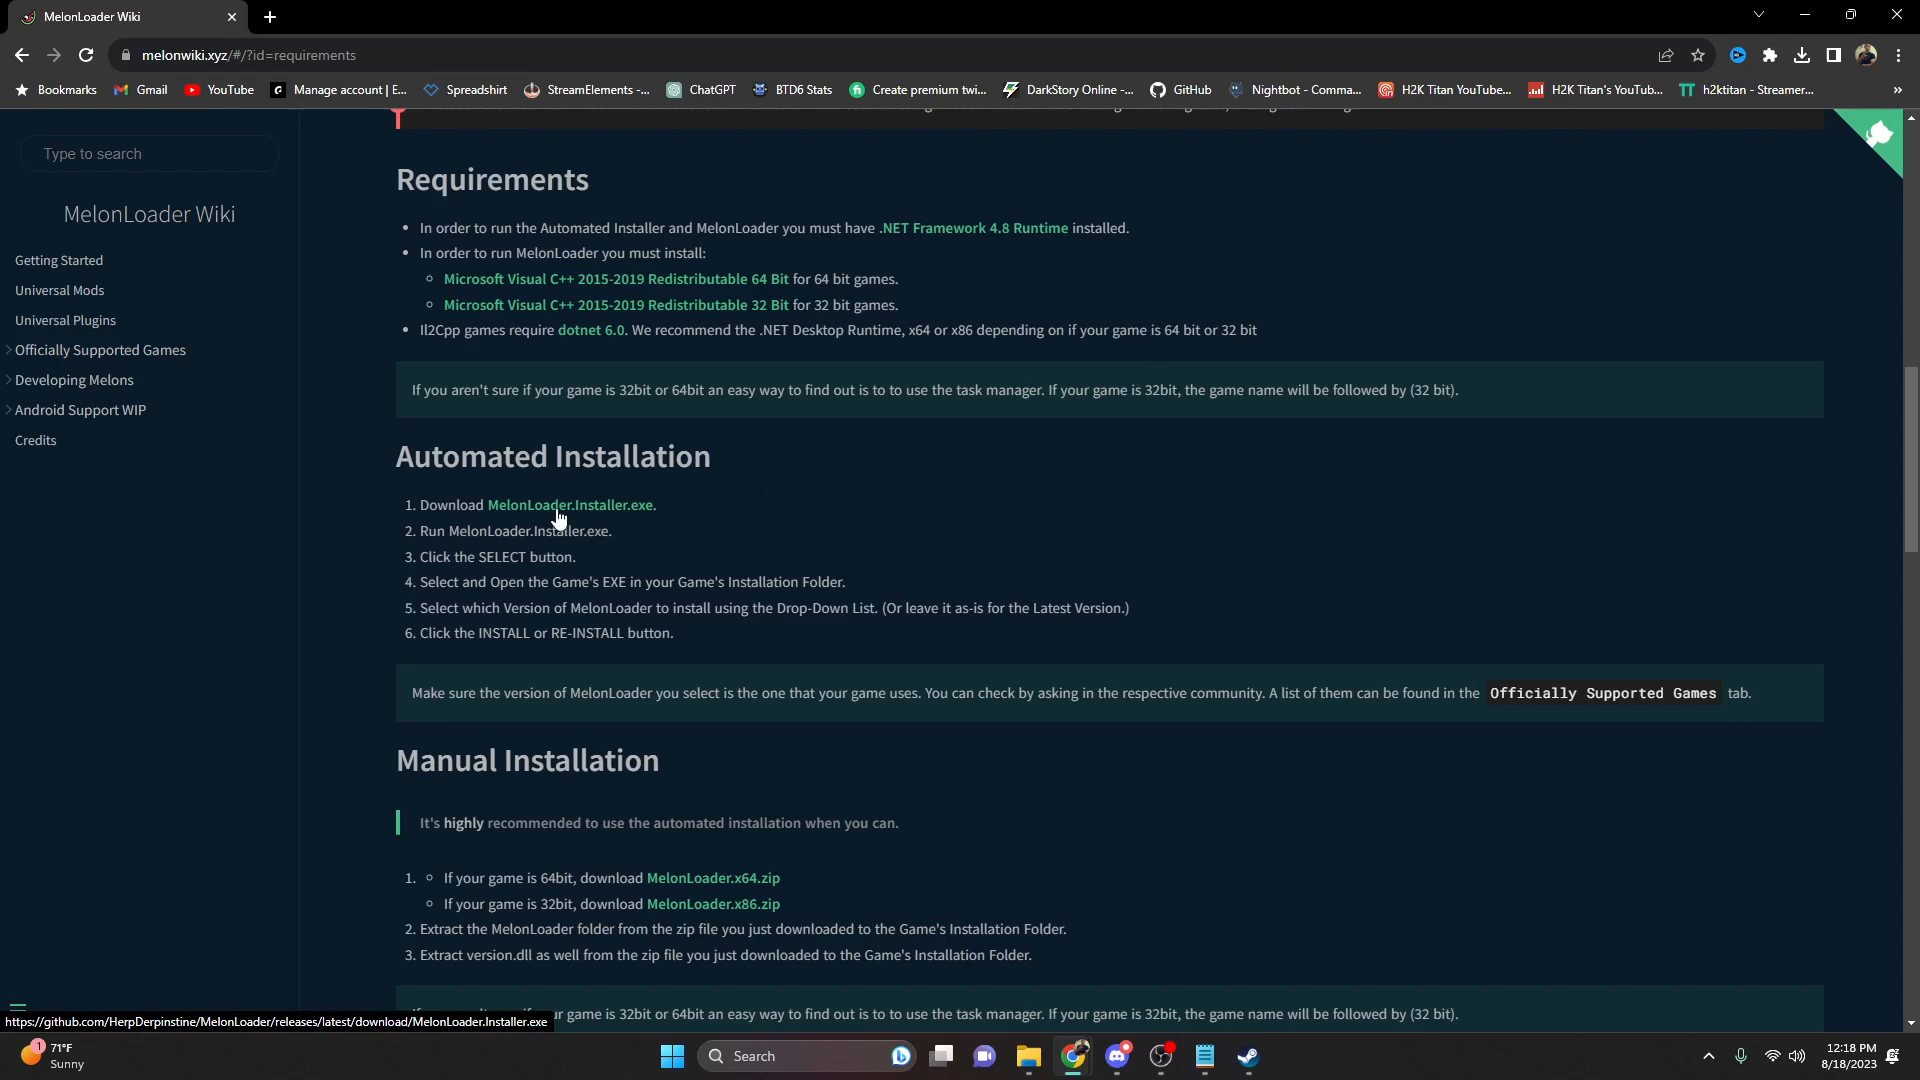 MelonLoader Wiki
melonwiki.xyz/#/?id=requirements
Bookmarks Gmail YouTube Manage account | E... Spreadshirt StreamElements -... ChatGPT BTD6 Stats Create premium twi... DarkStory Online -... GitHub Nightbot - Comma... H2K Titan YouTube... H2K Titan's YouTub... h2ktitan - Streamer... »
Type to search
MelonLoader Wiki
Getting Started
Universal Mods
Universal Plugins
Officially Supported Games
Developing Melons
Android Support WIP
Credits
Requirements
• In order to run the Automated Installer and MelonLoader you must have .NET Framework 4.8 Runtime installed.
• In order to run MelonLoader you must install:
Microsoft Visual C++ 2015-2019 Redistributable 64 Bit for 64 bit games.
Microsoft Visual C++ 2015-2019 Redistributable 32 Bit for 32 bit games.
• Il2Cpp games require dotnet 6.0. We recommend the .NET Desktop Runtime, x64 or x86 depending on if your game is 64 bit or 32 bit
If you aren't sure if your game is 32bit or 64bit an easy way to find out is to to use the task manager. If your game is 32bit, the game name will be followed by (32 bit).
Automated Installation
1. Download MelonLoader.Installer.exe.
2. Run MelonLoader.Installer.exe.
3. Click the SELECT button.
4. Select and Open the Game's EXE in your Game's Installation Folder.
5. Select which Version of MelonLoader to install using the Drop-Down List. (Or leave it as-is for the Latest Version.)
6. Click the INSTALL or RE-INSTALL button.
Make sure the version of MelonLoader you select is the one that your game uses. You can check by asking in the respective community. A list of them can be found in the Officially Supported Games tab.
Manual Installation
It's highly recommended to use the automated installation when you can.
1. If your game is 64bit, download MelonLoader.x64.zip
If your game is 32bit, download MelonLoader.x86.zip
2. Extract the MelonLoader folder from the zip file you just downloaded to the Game's Installation Folder.
3. Extract version.dll as well from the zip file you just downloaded to the Game's Installation Folder.
game is 32bit or 64bit an easy way to find out is to to use the task manager. If your game is 32bit, the game name will be followed by (32 bit).
https://github.com/HerpDerpinstine/MelonLoader/releases/latest/download/MelonLoader.Installer.exe
1
71°F
Sunny
Search
12:18 PM
8/18/2023